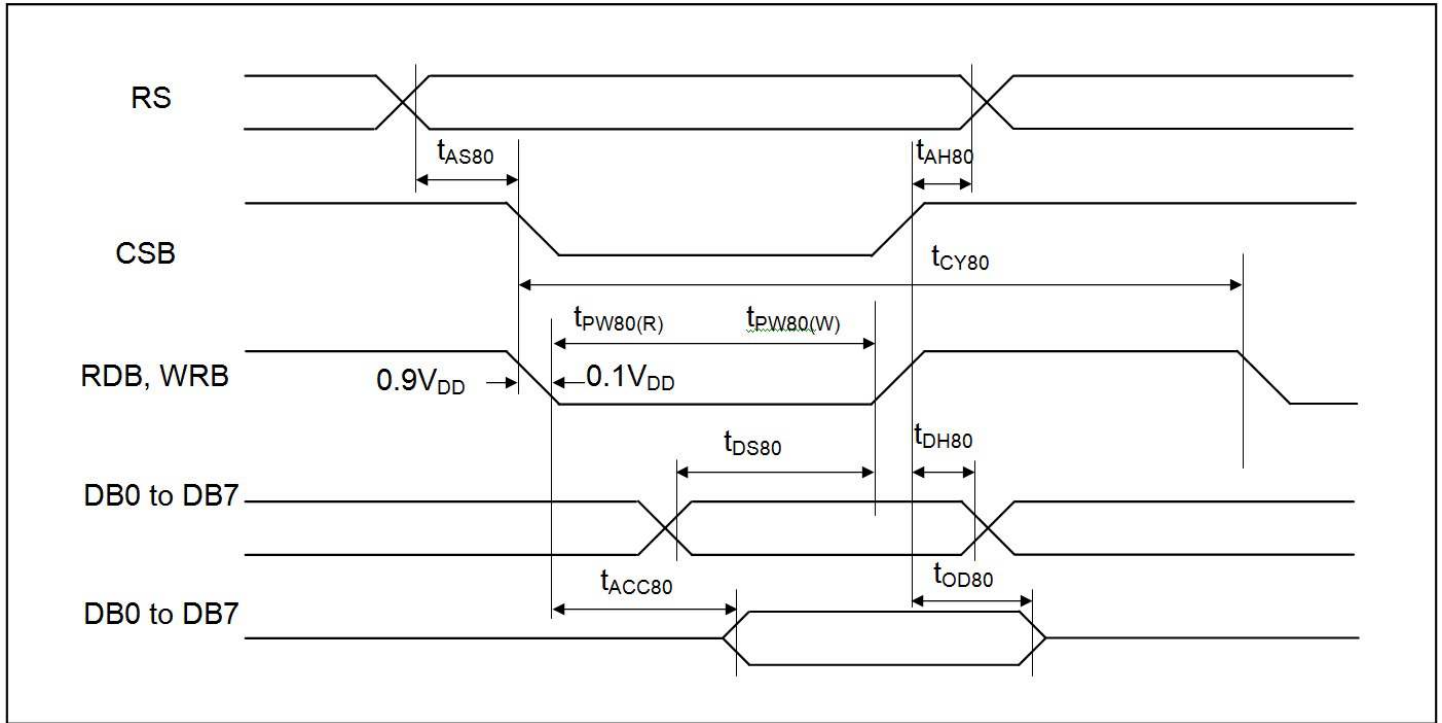 RS
tAS80
tAH80
CSB
tCY80
tPW80(R)
tPW80(W)
RDB, WRB
0.9VDD
0.1VDD
tDS80
tDH80
DB0 to DB7
tACC80
tOD80
DB0 to DB7